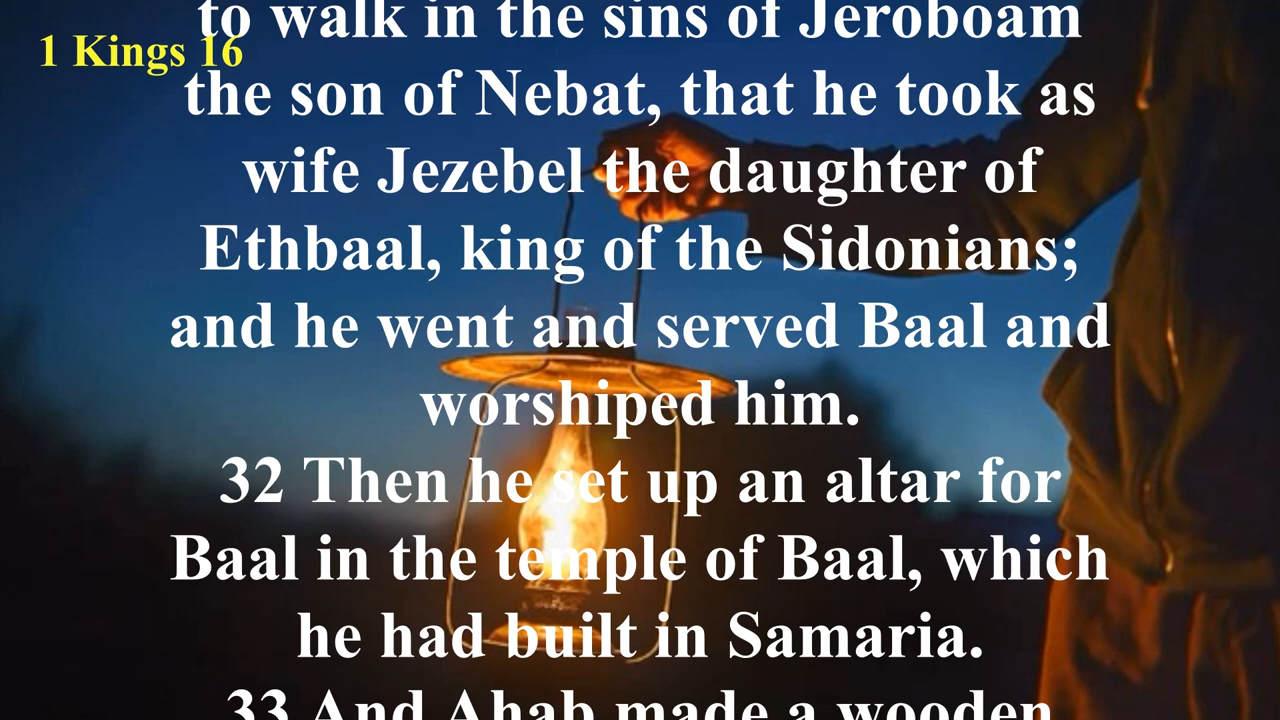 to walk in the sins of Jeroboam
1 Kings 16
the son of Nebat, that he took as
wife Jezebel the daughter of
Ethbaal, king of the Sidonians;
and he went and served Baal and
worshiped him.
32 Then he set up an altar for
Baal in the temple of Baal, which
he had built in Samaria.
33 And Ahab made a wooden